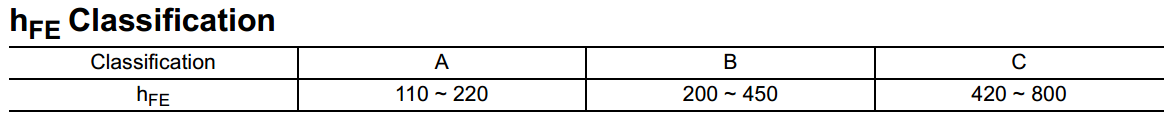 hFE Classification
Classification A B C
hFE 110 ~ 220 200 ~ 450 420 ~ 800